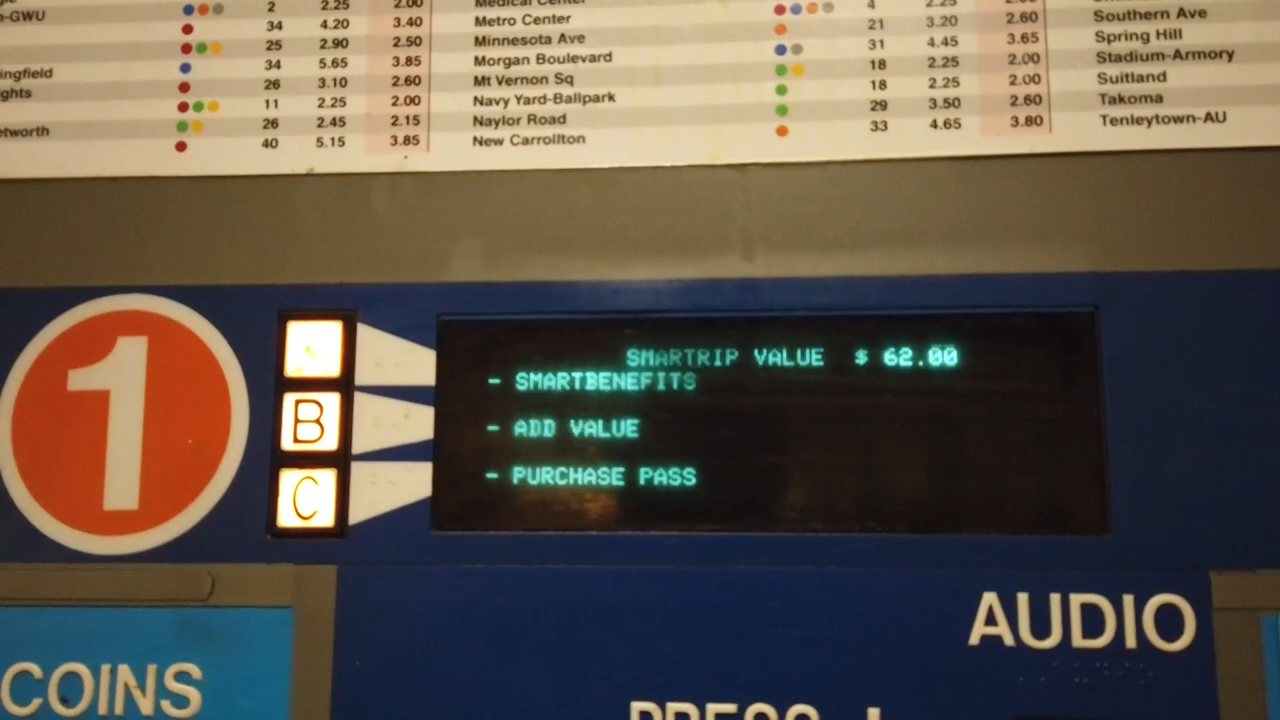 n-GWU 2 2.25 2.00
34 4.20 3.40
25 2.90 2.50
ingfield 34 5.65 3.85
ghts 26 3.10 2.60
11 2.25 2.00
etworth 26 2.45 2.15
40 5.15 3.85
Medical Center 4 2.25 2.00
Metro Center 21 3.20 2.60
Minnesota Ave 31 4.45 3.65
Morgan Boulevard 18 2.25 2.00
Mt Vernon Sq 18 2.25 2.00
Navy Yard-Ballpark 29 3.50 2.60
Naylor Road 33 4.65 3.80
New Carrollton
Southern Ave
Spring Hill
Stadium-Armory
Suitland
Takoma
Tenleytown-AU
1
SMARTRIP VALUE $ 62.00
- SMARTBENEFITS
B - ADD VALUE
C - PURCHASE PASS
COINS
AUDIO
PRESS